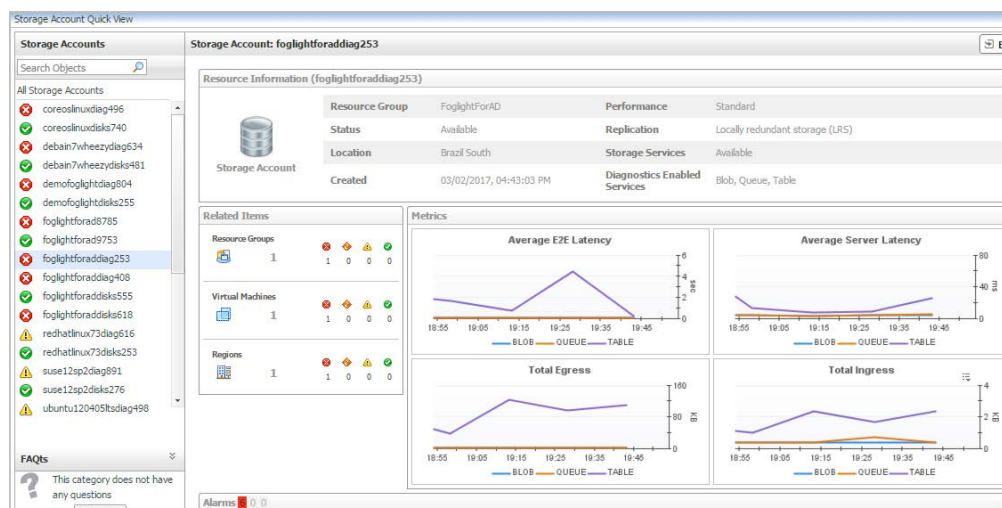 Storage Account Quick View
Storage Accounts
Search Objects
All Storage Accounts
coreoslinuxdiag496
coreoslinuxdisks740
debain7wheezydiag634
debain7wheezydisks481
demofoglightdiag804
demofoglightdisks255
foglightforad8785
foglightforad9753
foglightforaddiag253
foglightforaddiag408
foglightforaddisks555
foglightforaddisks618
redhatlinux73diag616
redhatlinux73disks253
suse12sp2diag891
suse12sp2disks276
ubuntu120405ltsdiag498
FAQts
This category does not have
any questions
Storage Account: foglightforaddiag253
Resource Information (foglightforaddiag253)
Storage Account
Resource Group FoglightForAD Performance Standard
Status Available Replication Locally redundant storage (LRS)
Location Brazil South Storage Services Available
Created 03/02/2017, 04:43:03 PM Diagnostics Enabled Services Blob, Queue, Table
Related Items
Resource Groups
1 1 0 0 0
Virtual Machines
1 1 0 0 0
Regions
1 1 0 0 0
Metrics
Average E2E Latency
6
4
2
0
sec
18:55 19:05 19:15 19:25 19:35 19:45
BLOB QUEUE TABLE
Average Server Latency
80
40
0
ms
18:55 19:05 19:15 19:25 19:35 19:45
BLOB QUEUE TABLE
Total Egress
160
80
0
KB
18:55 19:05 19:15 19:25 19:35 19:45
BLOB QUEUE TABLE
Total Ingress
4
2
0
KB
18:55 19:05 19:15 19:25 19:35 19:45
BLOB QUEUE TABLE
Alarms 6 0 0